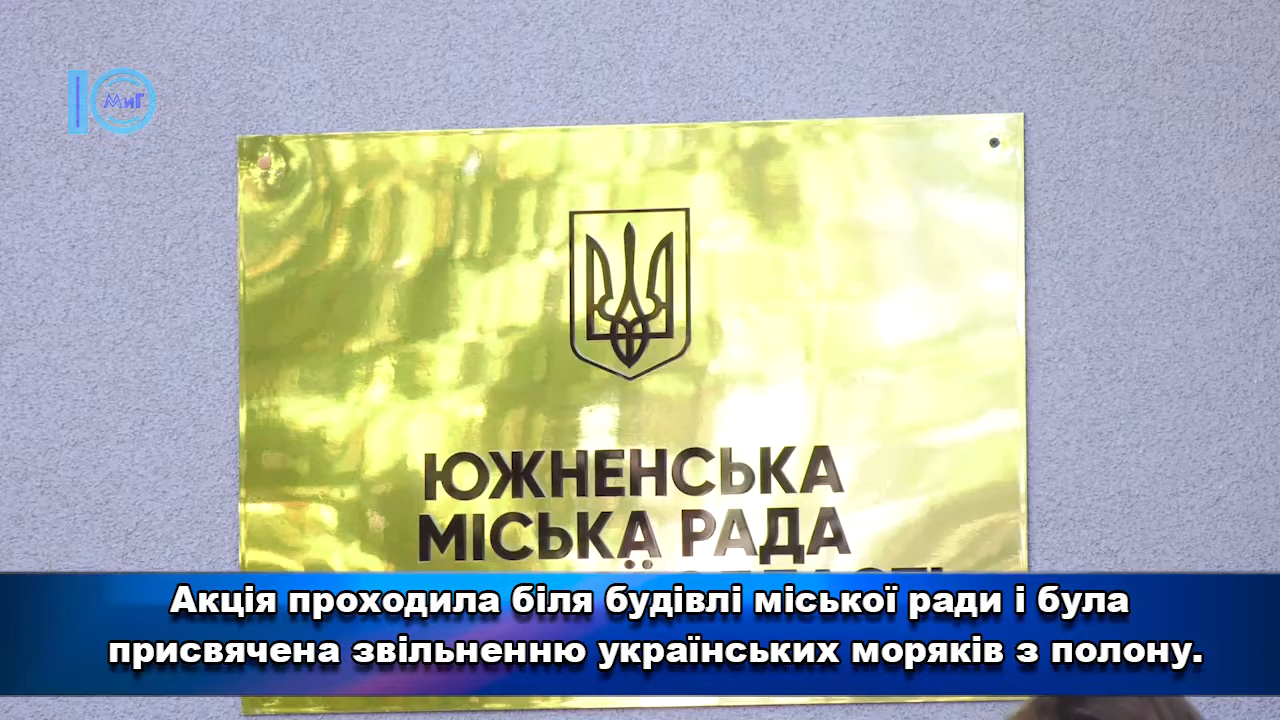 МиГ
ЮЖНЕНСЬКА
МІСЬКА РАДА
Акція проходила біля будівлі міської ради і була
присвячена звільненню українських моряків з полону.